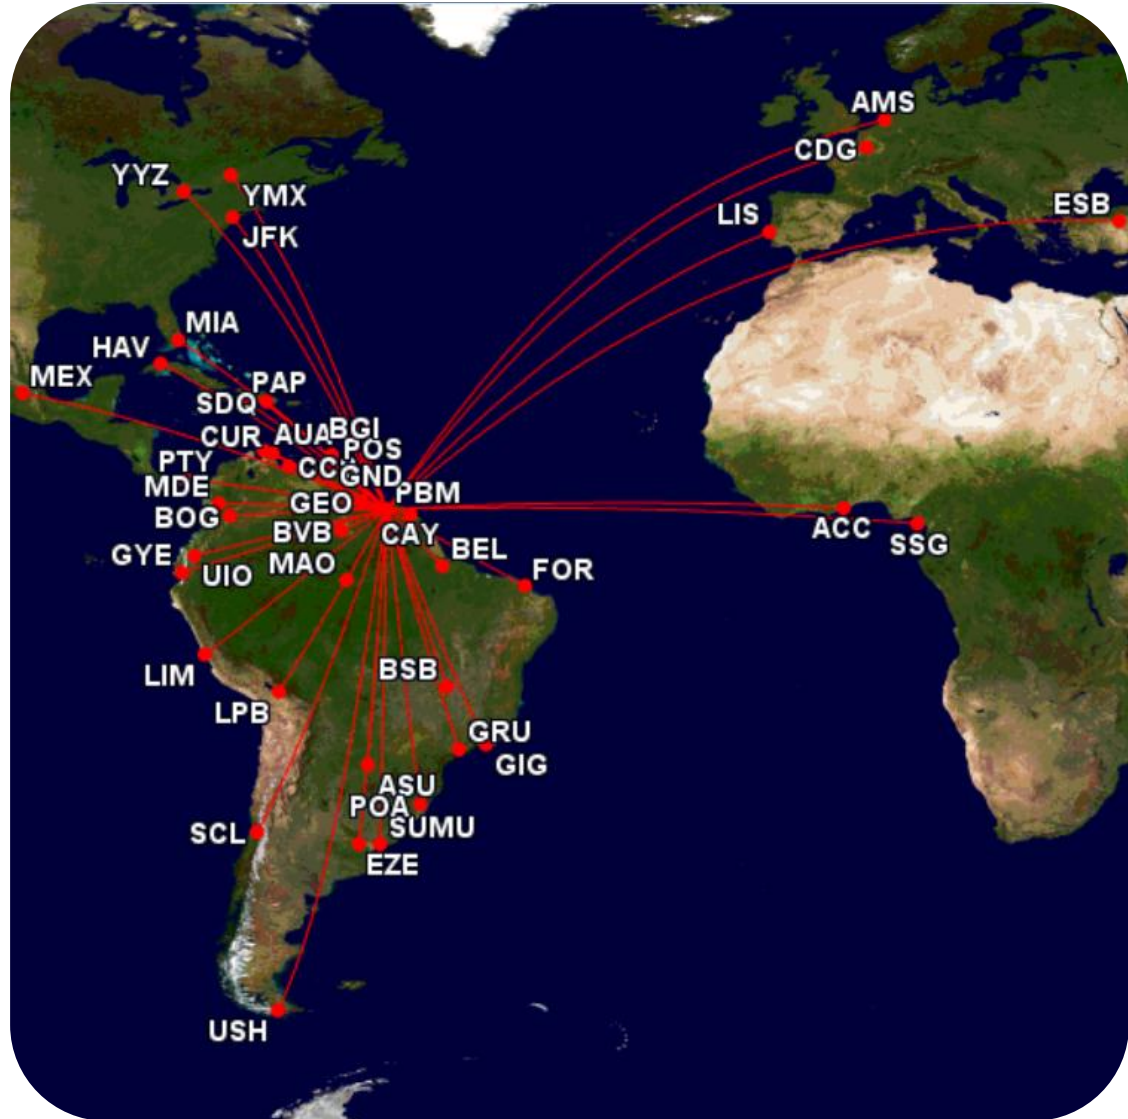 AMS
CDG
YYZ
YMX
ESB
LIS
JFK
MIA
HAV
MEX
PAP
SDQ
BGI
CUR
AUA
POS
PTY
GND
MDE
PBM
GEO
BOG
BVB
CAY
BEL
GYE
MAO
UIO
FOR
ACC
SSG
BSB
LIM
LPB
GRU
GIG
ASU
POA
SUMU
SCL
EZE
USH